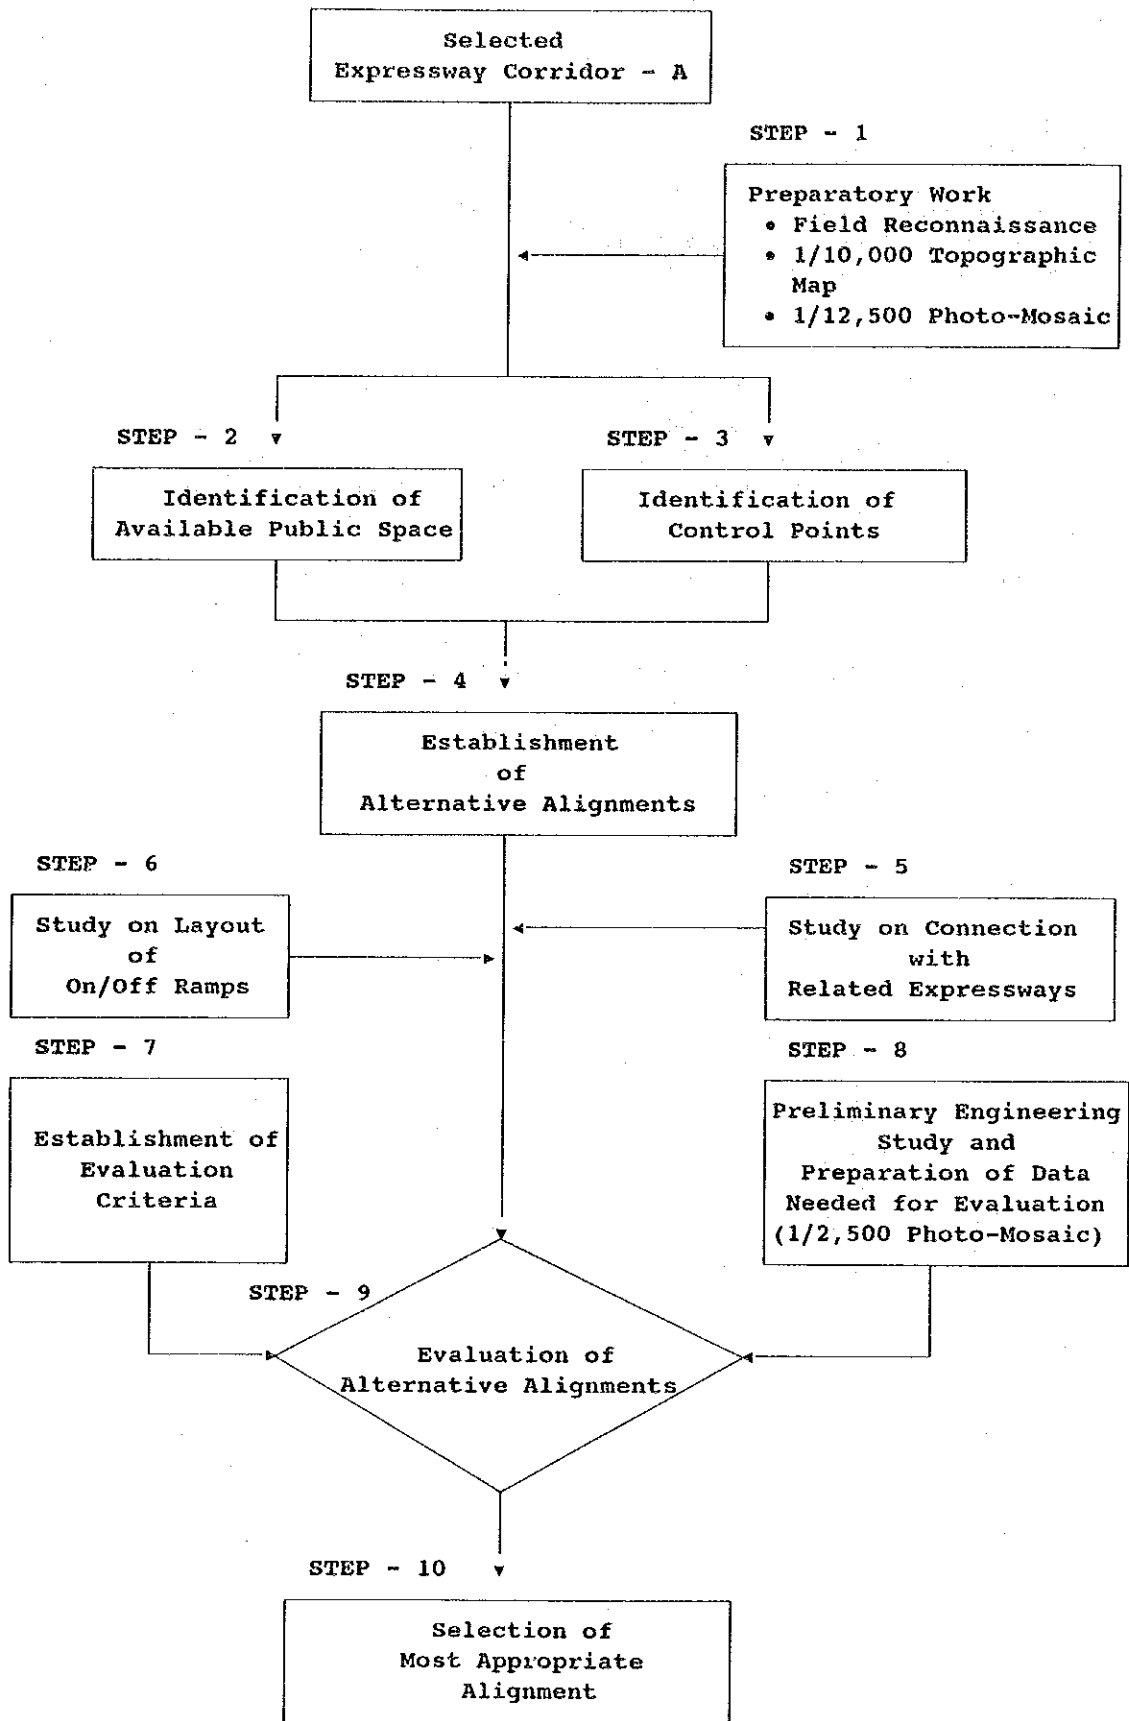 Selected
Expressway Corridor - A
STEP - 1
Preparatory Work
• Field Reconnaissance
• 1/10,000 Topographic
Map
• 1/12,500 Photo-Mosaic
STEP - 2
Identification of
Available Public Space
STEP - 3
Identification of
Control Points
STEP - 4
Establishment
of
Alternative Alignments
STEP - 6
Study on Layout
of
On/Off Ramps
STEP - 5
Study on Connection
with
Related Expressways
STEP - 7
Establishment of
Evaluation
Criteria
STEP - 8
Preliminary Engineering
Study and
Preparation of Data
Needed for Evaluation
(1/2,500 Photo-Mosaic)
STEP - 9
Evaluation of
Alternative Alignments
STEP - 10
Selection of
Most Appropriate
Alignment